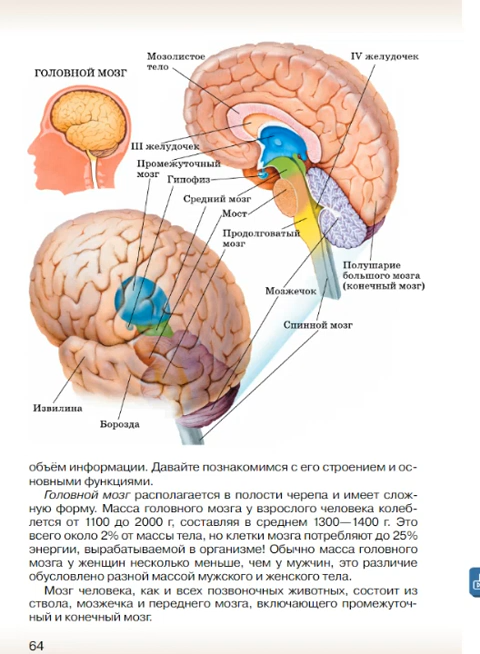 ГОЛОВНОЙ МОЗГ
Мозолистое
тело
IV желудочек
III желудочек
Промежуточный
мозг
Гипофиз
Средний мозг
Мост
Продолговатый
мозг
Мозжечок
Полушарие
большого мозга
(конечный мозг)
Спинной мозг
Извилина
Борозда
объём информации. Давайте познакомимся с его строением и ос-
новными функциями.
Головной мозг располагается в полости черепа и имеет слож-
ную форму. Масса головного мозга у взрослого человека колеб-
лется от 1100 до 2000 г, составляя в среднем 1300—1400 г. Это
всего около 2% от массы тела, но клетки мозга потребляют до 25%
энергии, вырабатываемой в организме! Обычно масса головного
мозга у женщин несколько меньше, чем у мужчин, это различие
обусловлено разной массой мужского и женского тела.
Мозг человека, как и всех позвоночных животных, состоит из
ствола, мозжечка и переднего мозга, включающего промежуточ-
ный и конечный мозг.
64